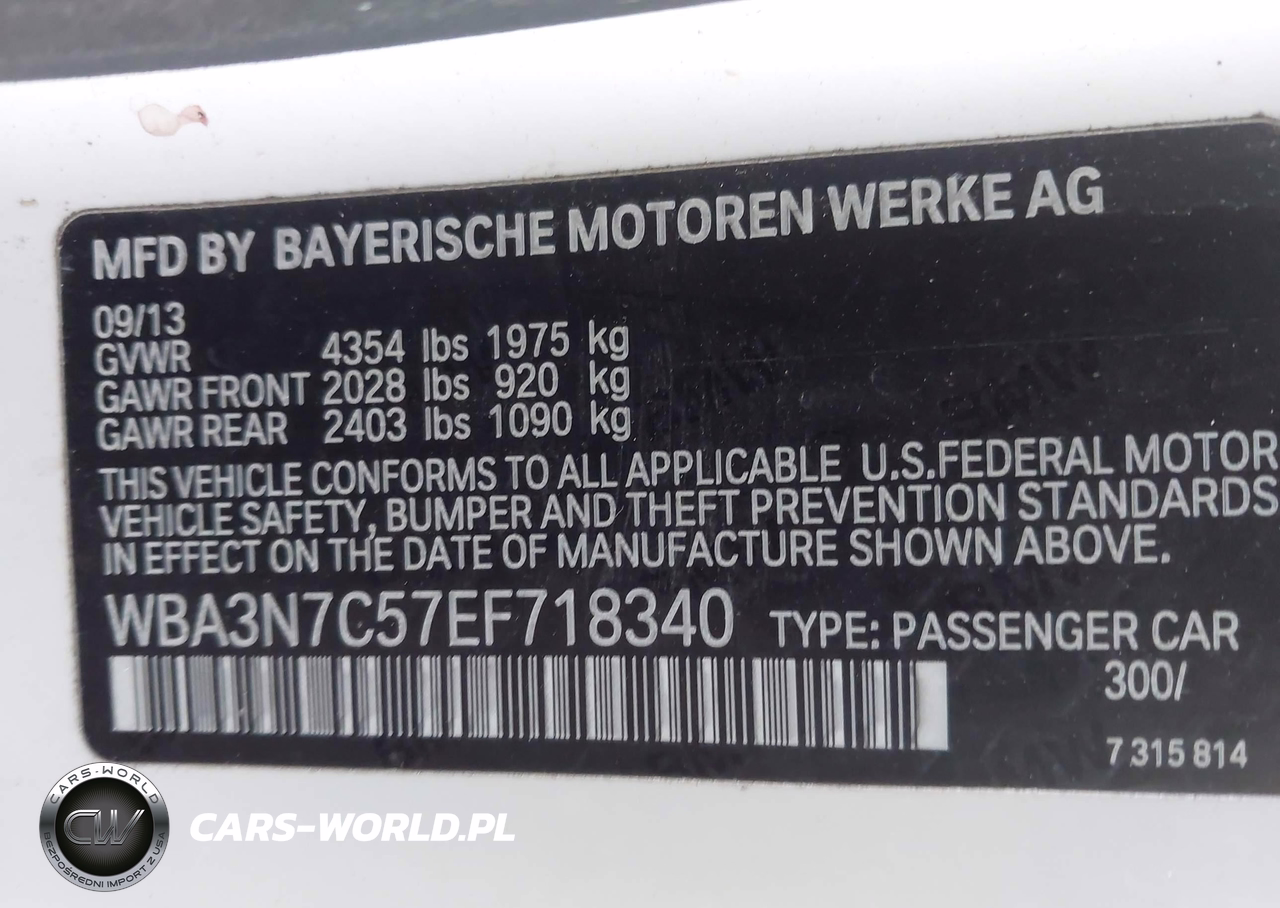 MFD BY BAYERISCHE MOTOREN WERKE AG
09/13
GVWR 4354 lbs 1975 kg
GAWR FRONT 2028 lbs 920 kg
GAWR REAR 2403 lbs 1090 kg
THIS VEHICLE CONFORMS TO ALL APPLICABLE U.S.FEDERAL MOTOR
VEHICLE SAFETY, BUMPER AND THEFT PREVENTION STANDARDS
IN EFFECT ON THE DATE OF MANUFACTURE SHOWN ABOVE.
WBA3N7C57EF718340 TYPE: PASSENGER CAR
300/
7 315 814
CARS-WORLD
CW
BEZPOŚREDNI IMPORT Z USA
CARS-WORLD.PL